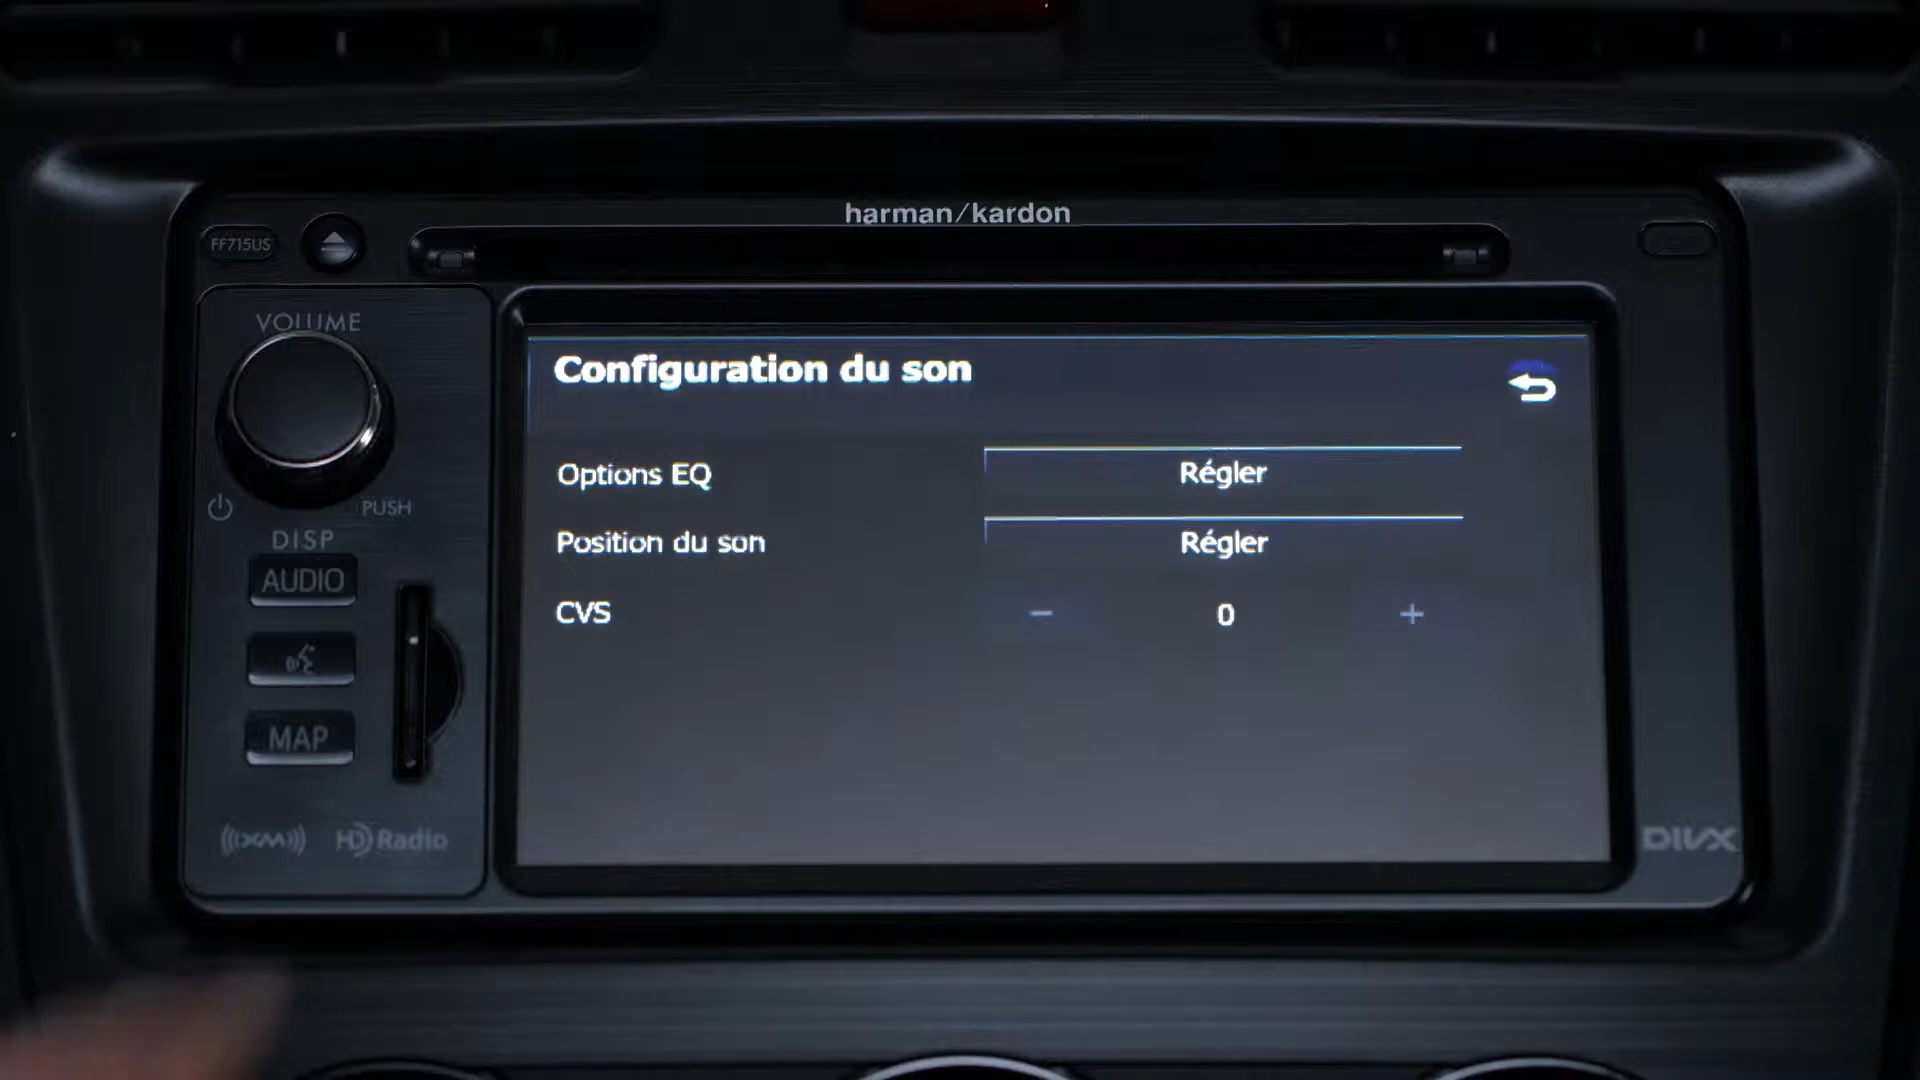 harman/kardon
FF715US
VOLUME
PUSH
DISP
AUDIO
MAP
XM
HD Radio
Configuration du son
Options EQ
Régler
Position du son
Régler
CVS
− 0 +
DIVX